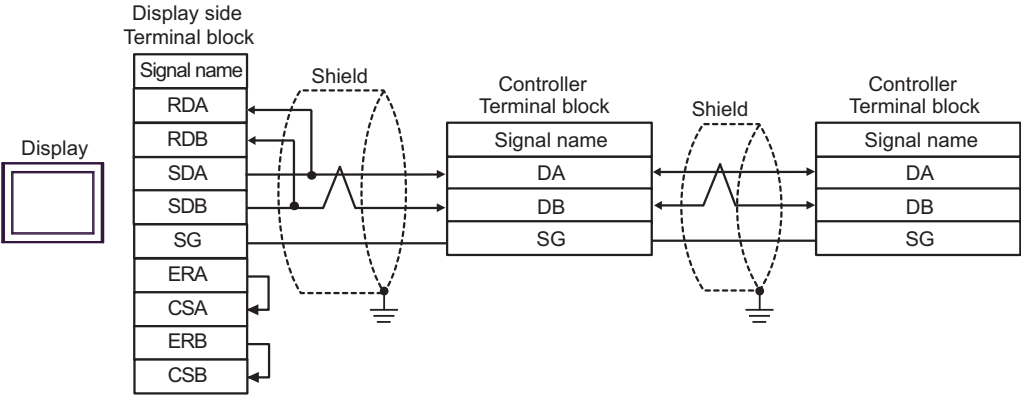 Display
Display side
Terminal block
Signal name
RDA
RDB
SDA
SDB
SG
ERA
CSA
ERB
CSB
Shield
Controller
Terminal block
Signal name
DA
DB
SG
Shield
Controller
Terminal block
Signal name
DA
DB
SG